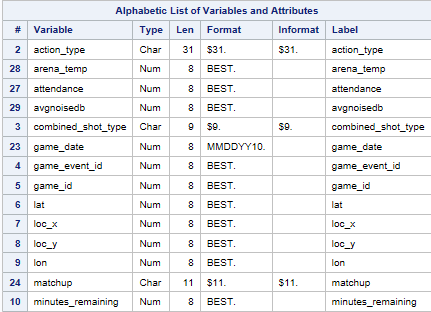 Alphabetic List of Variables and Attributes
# Variable Type Len Format Informat Label
2 action_type Char 31 $31. $31. action_type
28 arena_temp Num 8 BEST. arena_temp
27 attendance Num 8 BEST. attendance
29 avgnoisedb Num 8 BEST. avgnoisedb
3 combined_shot_type Char 9 $9. $9. combined_shot_type
23 game_date Num 8 MMDDYY10. game_date
4 game_event_id Num 8 BEST. game_event_id
5 game_id Num 8 BEST. game_id
6 lat Num 8 BEST. lat
7 loc_x Num 8 BEST. loc_x
8 loc_y Num 8 BEST. loc_y
9 lon Num 8 BEST. lon
24 matchup Char 11 $11. $11. matchup
10 minutes_remaining Num 8 BEST. minutes_remaining